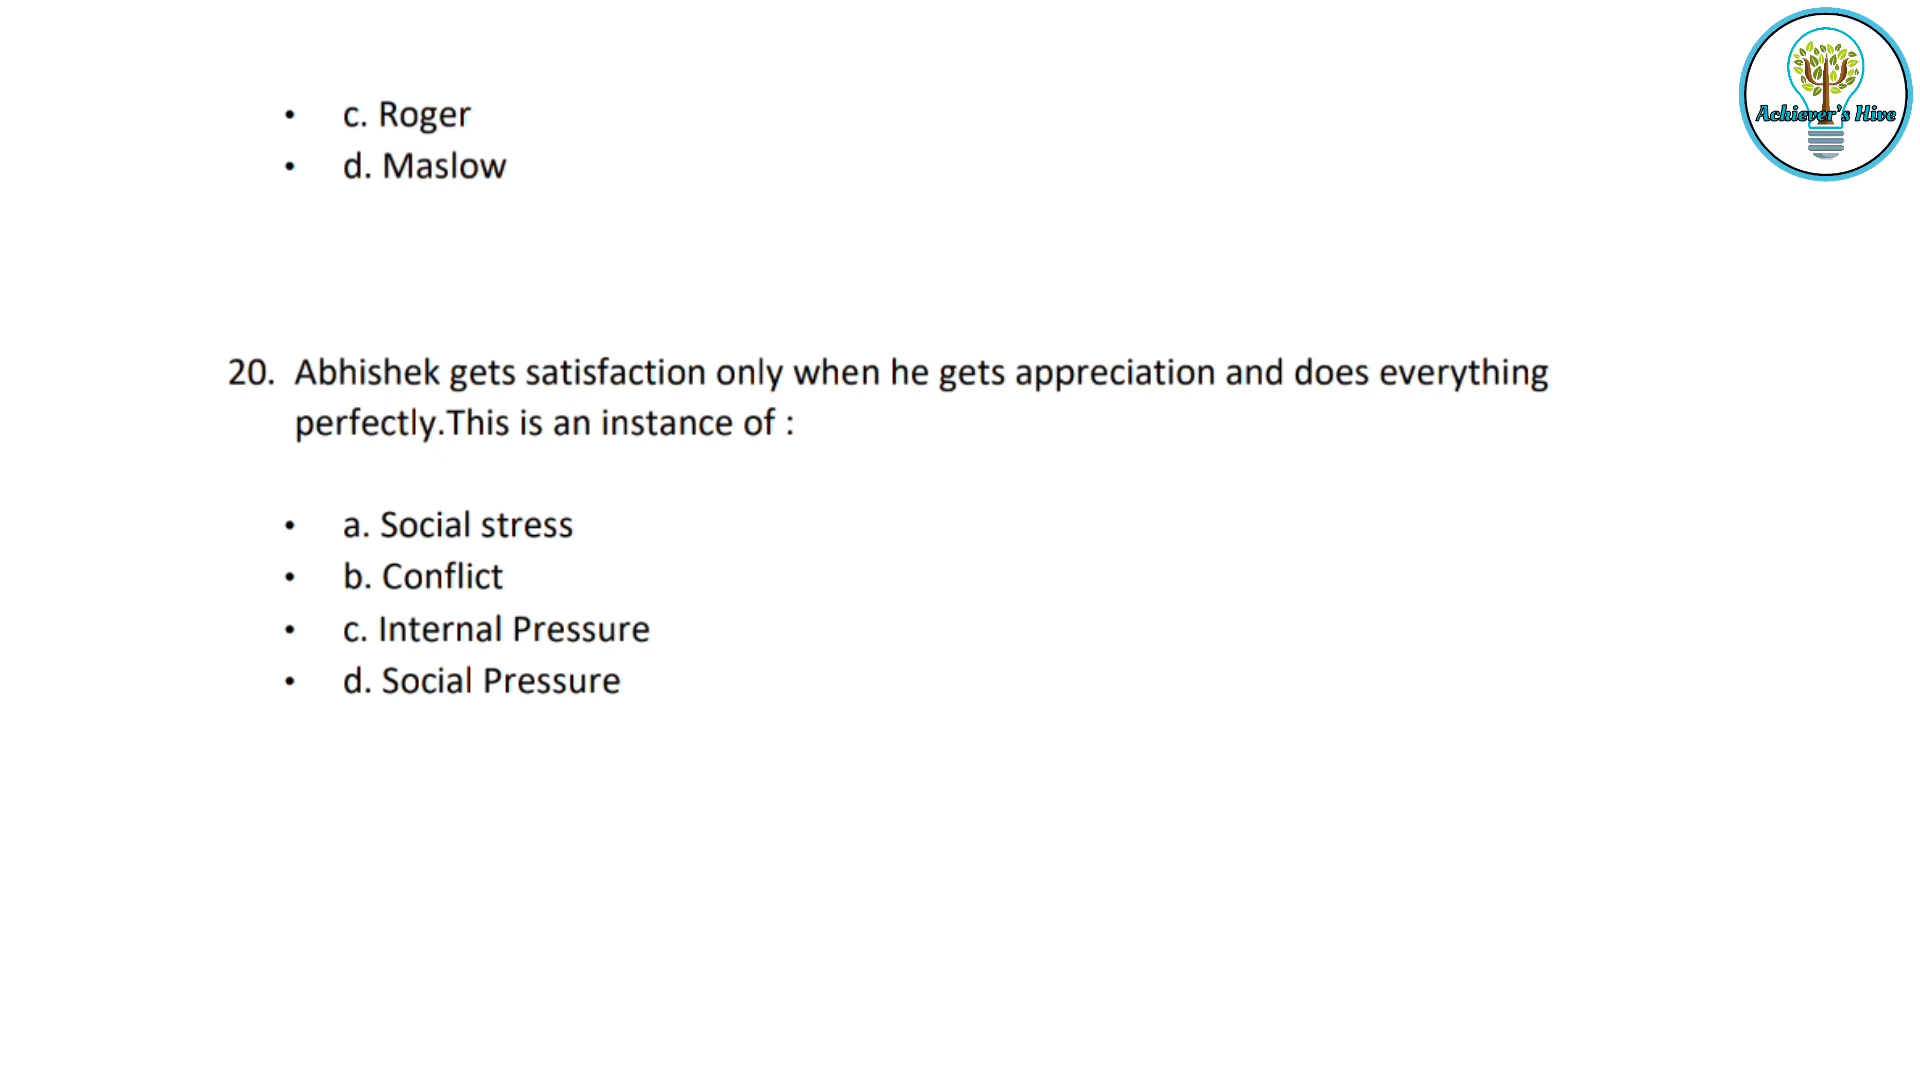 Achiever's Hive
• c. Roger
• d. Maslow
20. Abhishek gets satisfaction only when he gets appreciation and does everything
perfectly.This is an instance of :
• a. Social stress
• b. Conflict
• c. Internal Pressure
• d. Social Pressure